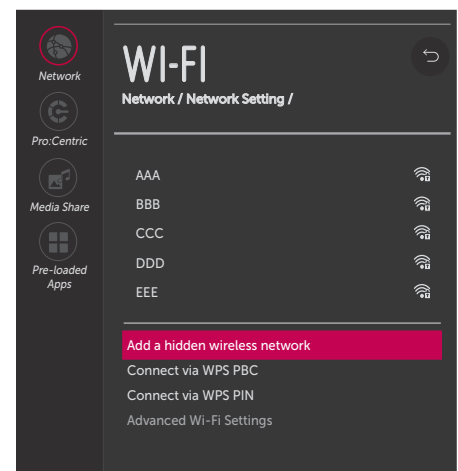 Network
Pro:Centric
Media Share
Pre-loaded
Apps
WI-FI
Network / Network Setting /
AAA
BBB
CCC
DDD
EEE
Add a hidden wireless network
Connect via WPS PBC
Connect via WPS PIN
Advanced Wi-Fi Settings